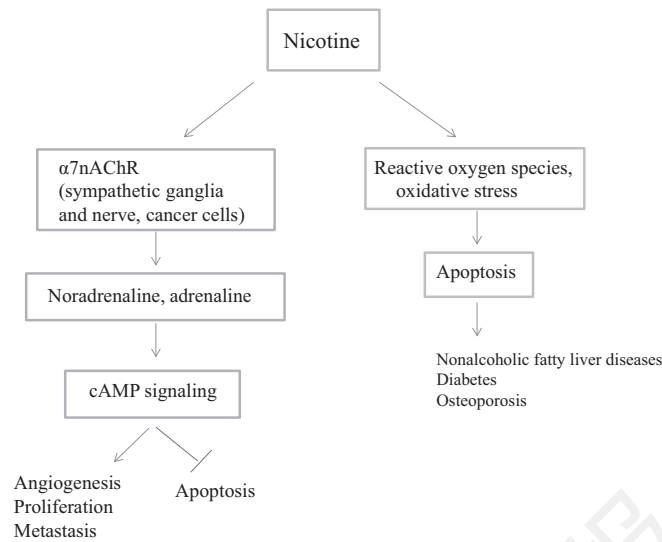 Nicotine
α7nAChR
(sympathetic ganglia
and nerve, cancer cells)
Noradrenaline, adrenaline
cAMP signaling
Angiogenesis
Proliferation
Metastasis
Apoptosis
Reactive oxygen species,
oxidative stress
Apoptosis
Nonalcoholic fatty liver diseases
Diabetes
Osteoporosis